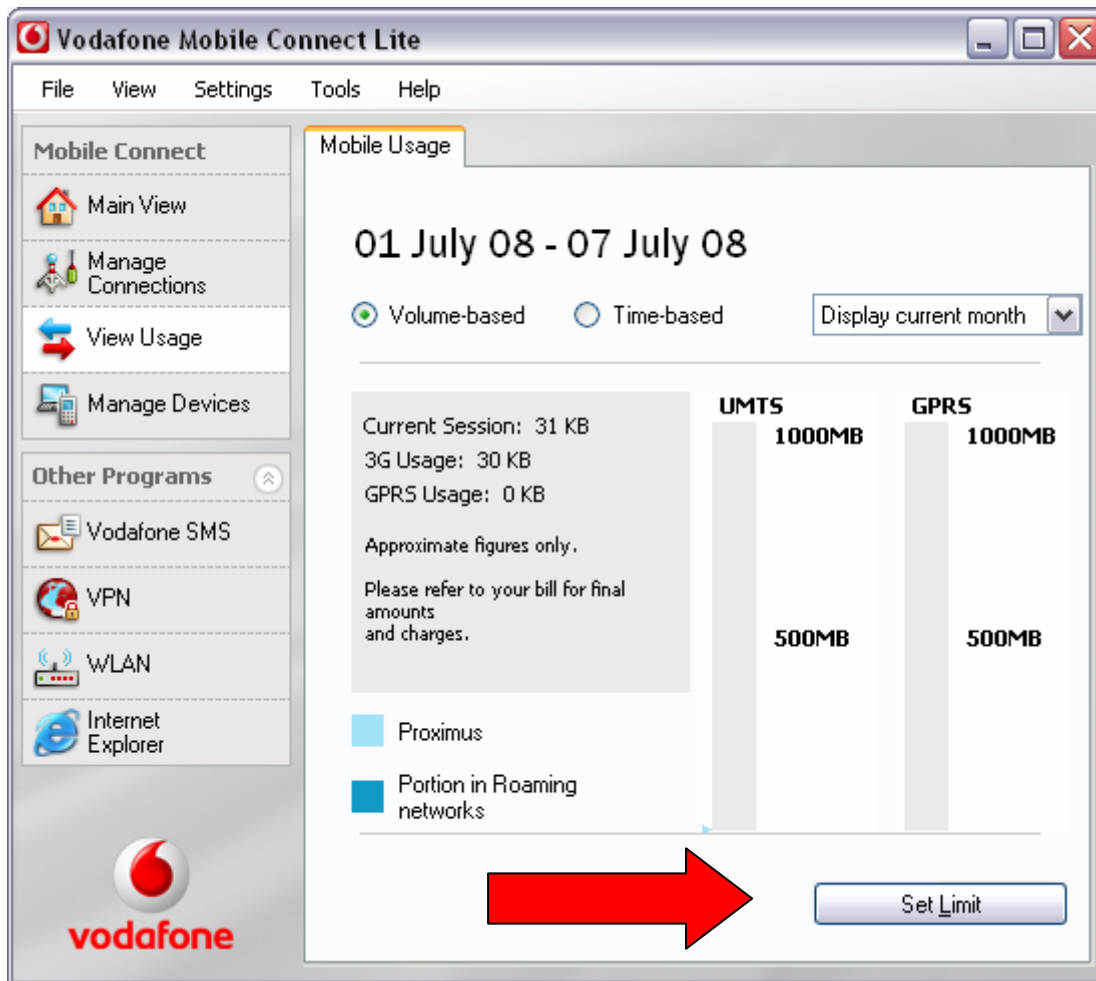 Vodafone Mobile Connect Lite
File View Settings Tools Help
Mobile Connect
Main View
Manage
Connections
View Usage
Manage Devices
Other Programs
Vodafone SMS
VPN
WLAN
Internet
Explorer
vodafone
Mobile Usage
01 July 08 - 07 July 08
Volume-based Time-based Display current month
Current Session: 31 KB
3G Usage: 30 KB
GPRS Usage: 0 KB
Approximate figures only.
Please refer to your bill for final
amounts
and charges.
UMTS GPRS
1000MB 1000MB
500MB 500MB
Proximus
Portion in Roaming
networks
Set Limit